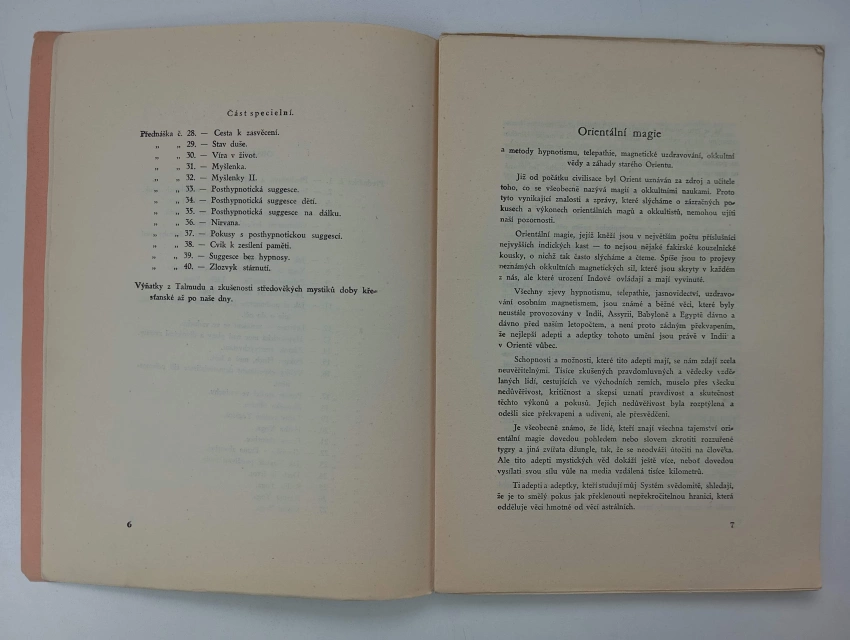 Část specielní.
Přednáška č. 28. — Cesta k zasvěcení.
„ „ 29. — Stav duše.
„ „ 30. — Víra v život.
„ „ 31. — Myšlenka.
„ „ 32. — Myšlenky II.
„ „ 33. — Posthypnotická suggesce.
„ „ 34. — Posthypnotická suggesce dětí.
„ „ 35. — Posthypnotická suggesce na dálku.
„ „ 36. — Nirvana.
„ „ 37. — Pokusy s posthypnotickou suggescí.
„ „ 38. — Cvik k zesílení paměti.
„ „ 39. — Suggesce bez hypnosy.
„ „ 40. — Zlozvyk stárnutí.
Výňatky z Talmudu a zkušenosti středověkých mystiků doby kře-
sťanské až po naše dny.
6
Orientální magie
a metody hypnotismu, telepathie, magnetické uzdravování, okkultní
vědy a záhady starého Orientu.
Již od počátku civilisace byl Orient uznáván za zdroj a učitele
toho, co se všeobecně nazývá magií a okkultními naukami. Proto
tyto vynikající znalosti a zprávy, které slýcháme o zázračných po-
kusech a výkonech orientálních magů a okkultistů, nemohou ujíti
naší pozornosti.
Orientální magie, jejíž kněží jsou v největším počtu příslušníci
nejvyšších indických kast — to nejsou nějaké fakirské kouzelnické
kousky, o nichž tak často slýcháme a čteme. Spíše jsou to projevy
neznámých okkultních magnetických sil, které jsou skryty v každém
z nás, ale které urození Indové ovládají a mají vyvinuté.
Všechny zjevy hypnotismu, telepathie, jasnovidectví, uzdravo-
vání osobním magnetismem, jsou známé a běžné věci, které byly
neustále provozovány v Indii, Assyrii, Babyloně a Egyptě dávno a
dávno před naším letopočtem, a není proto žádným překvapením,
že nejlepší adepti a adeptky tohoto umění jsou právě v Indii a
v Orientě vůbec.
Schopnosti a možnosti, které tito adepti mají, se nám zdají zcela
neuvěřitelnými. Tisíce zkušených pravdomluvných a vědecky vzdě-
laných lidí, cestujících ve východních zemích, muselo přes všecku
nedůvěřivost, kritičnost a skepsi uznati pravdivost a skutečnost
těchto výkonů a pokusů. Jejich nedůvěřivost byla rozptýlena a
odešli sice překvapeni a udiveni, ale přesvědčeni.
Je všeobecně známo, že lidé, kteří znají všechna tajemství ori-
entální magie dovedou pohledem nebo slovem zkrotiti rozzuřené
tygry a jiná zvířata džungle, tak, že se neodváží útočiti na člověka.
Ale tito adepti mystických věd dokáží ještě více, neboť dovedou
vysílati svou sílu vůle na media vzdálená tisíce kilometrů.
Ti adepti a adeptky, kteří studují můj Systém svědomitě, shledají,
že je to smělý pokus jak překlenouti nepřekročitelnou hranici, která
odděluje věci hmotné od věcí astrálních.
7